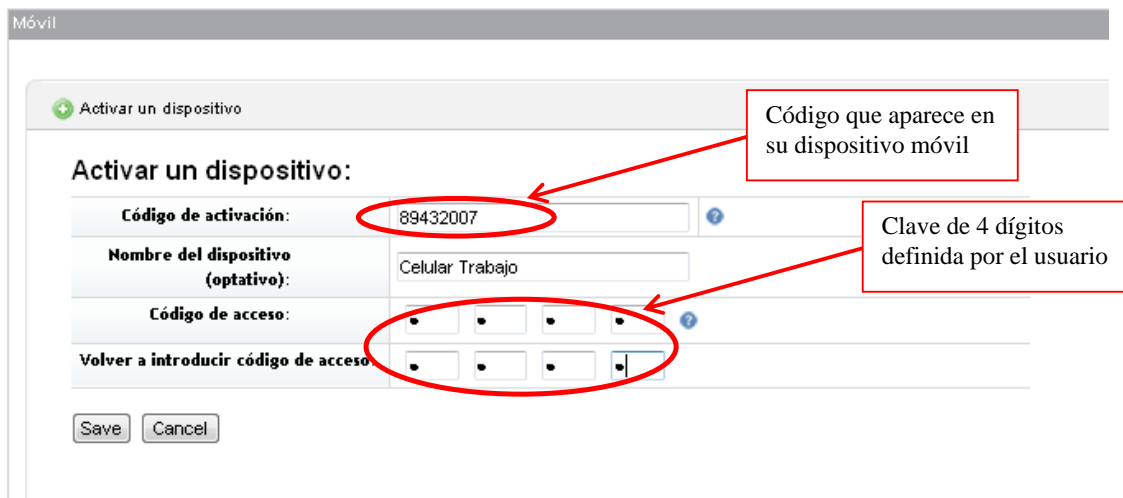 Móvil
Activar un dispositivo
Código que aparece en
su dispositivo móvil
Activar un dispositivo:
Código de activación:
89432007
Clave de 4 dígitos
definida por el usuario
Nombre del dispositivo
(optativo):
Celular Trabajo
Código de acceso:
Volver a introducir código de acceso:
Save Cancel